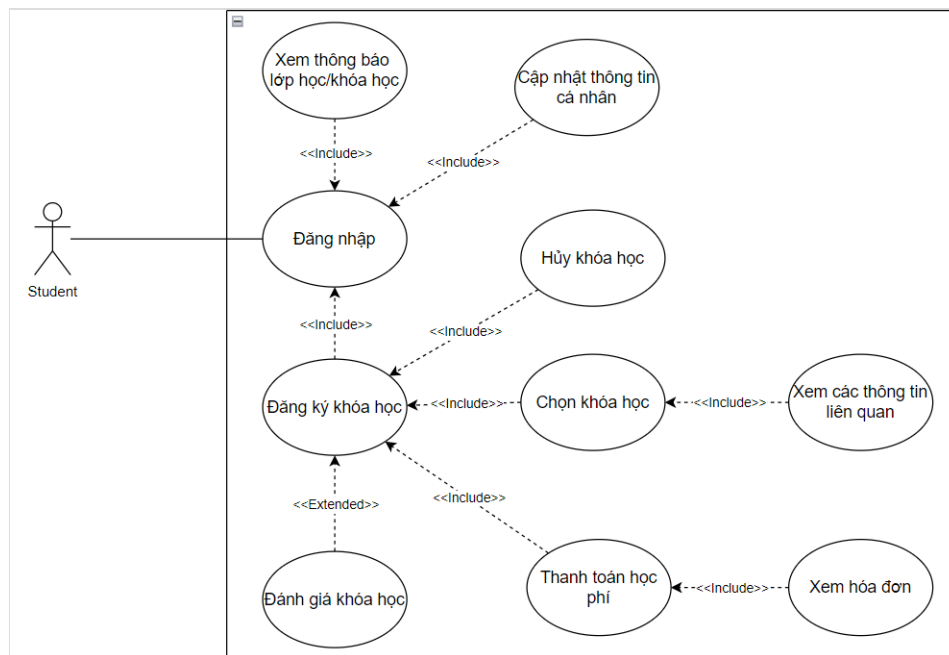 Xem thông báo
lớp học/khóa học
Cập nhật thông tin
cá nhân
<<Include>>
<<Include>>
Đăng nhập
Student
Hủy khóa học
<<Include>>
<<Include>>
Đăng ký khóa học
<<Include>>
Chọn khóa học
<<Include>>
Xem các thông tin
liên quan
<<Extended>>
<<Include>>
Đánh giá khóa học
Thanh toán học
phí
<<Include>>
Xem hóa đơn